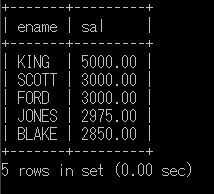 +-------+---------+
| ename | sal     |
+-------+---------+
| KING  | 5000.00 |
| SCOTT | 3000.00 |
| FORD  | 3000.00 |
| JONES | 2975.00 |
| BLAKE | 2850.00 |
+-------+---------+
5 rows in set (0.00 sec)